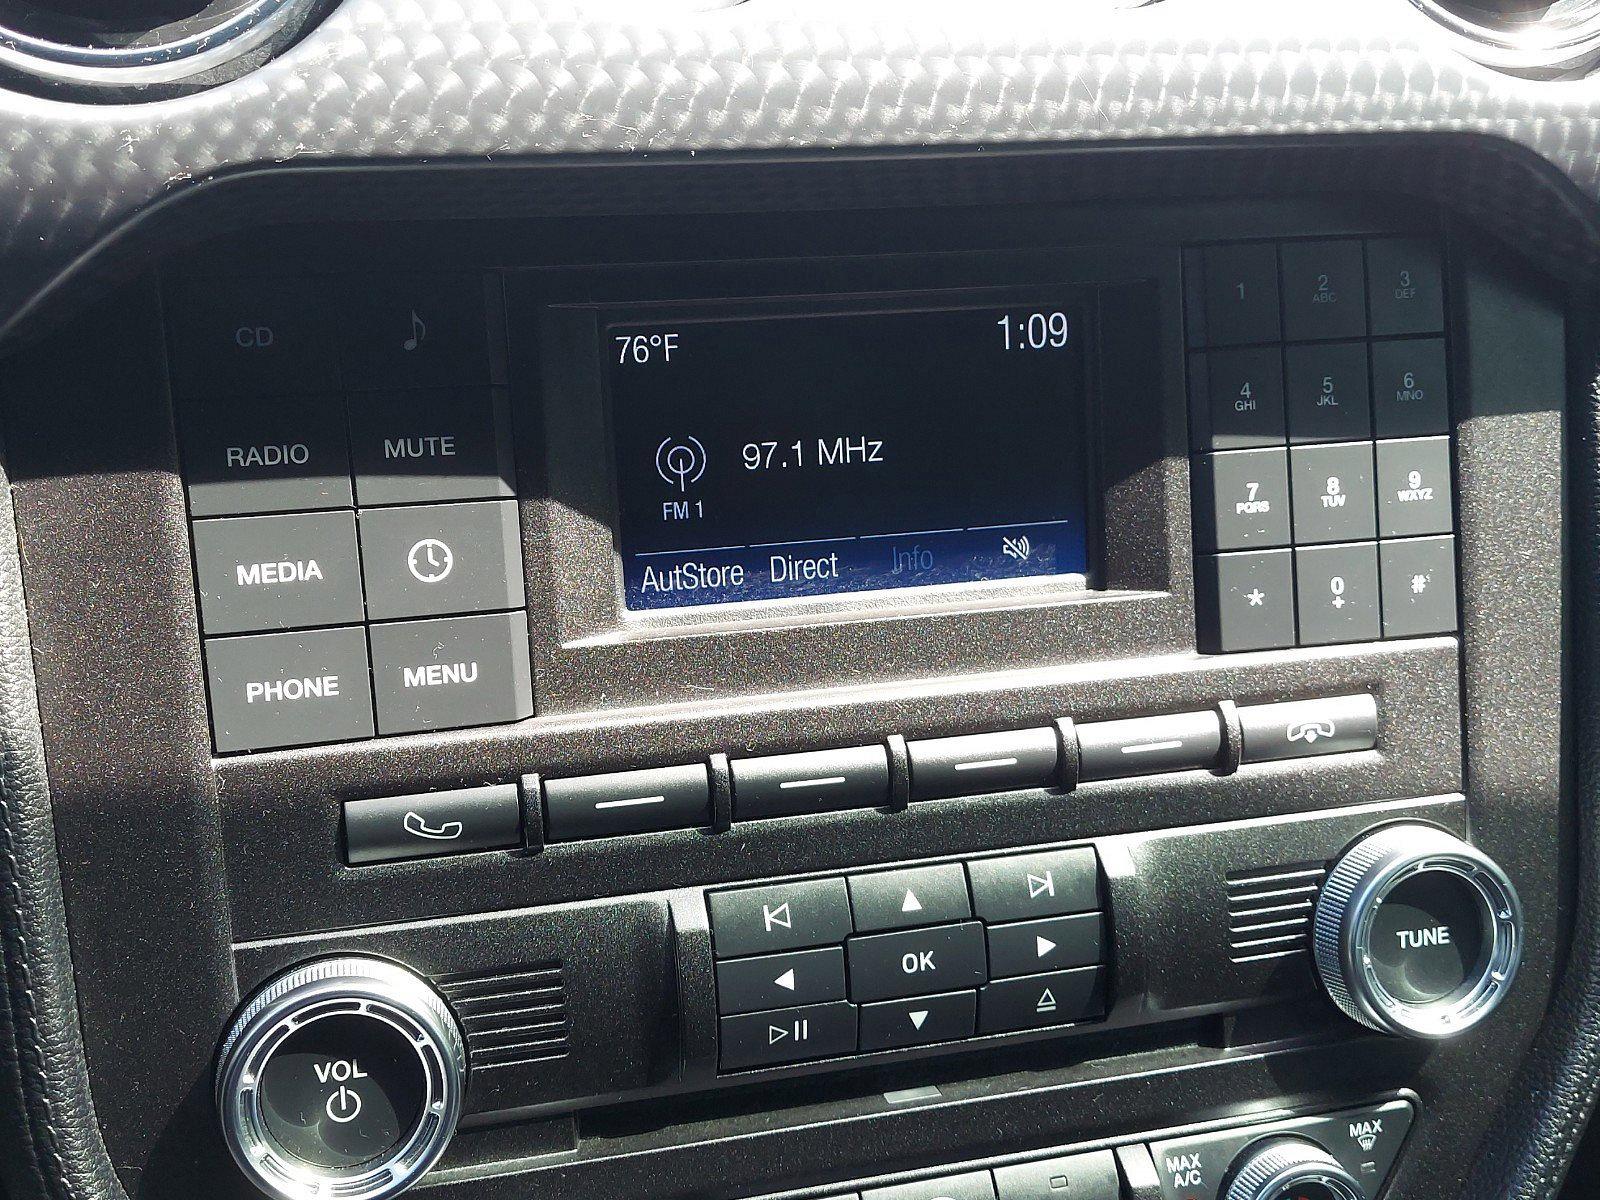 76°F 1:09
97.1 MHz
FM 1
AutStore Direct Info
CD
RADIO MUTE
MEDIA
PHONE MENU
1 2 ABC 3 DEF
4 GHI 5 JKL 6 MNO
7 PQRS 8 TUV 9 WXYZ
* 0 + #
OK
TUNE
VOL
MAX A/C
MAX